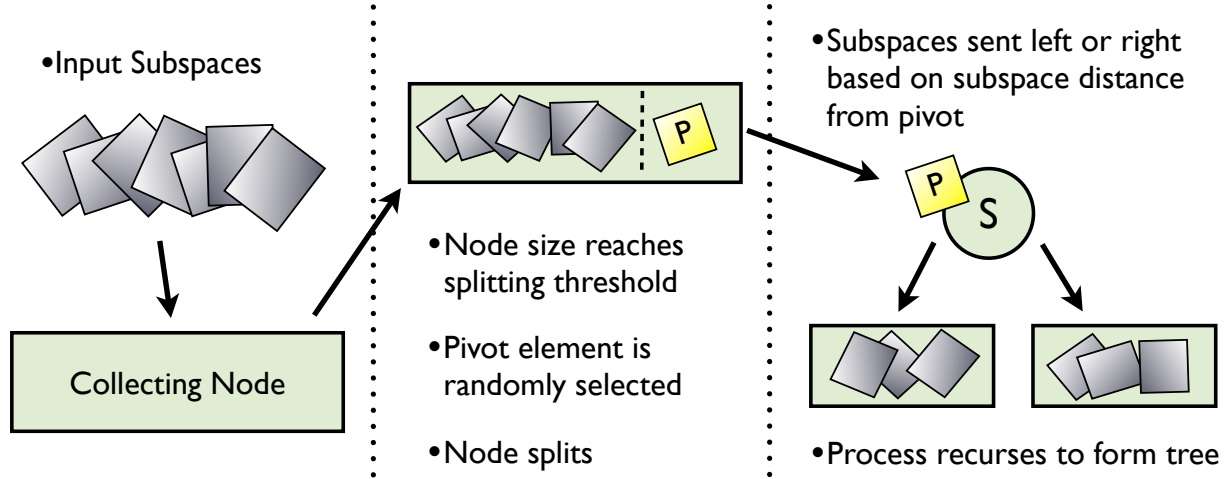 •Input Subspaces
Collecting Node
P
•Node size reaches
splitting threshold
•Pivot element is
randomly selected
•Node splits
•Subspaces sent left or right
based on subspace distance
from pivot
P
S
•Process recurses to form tree